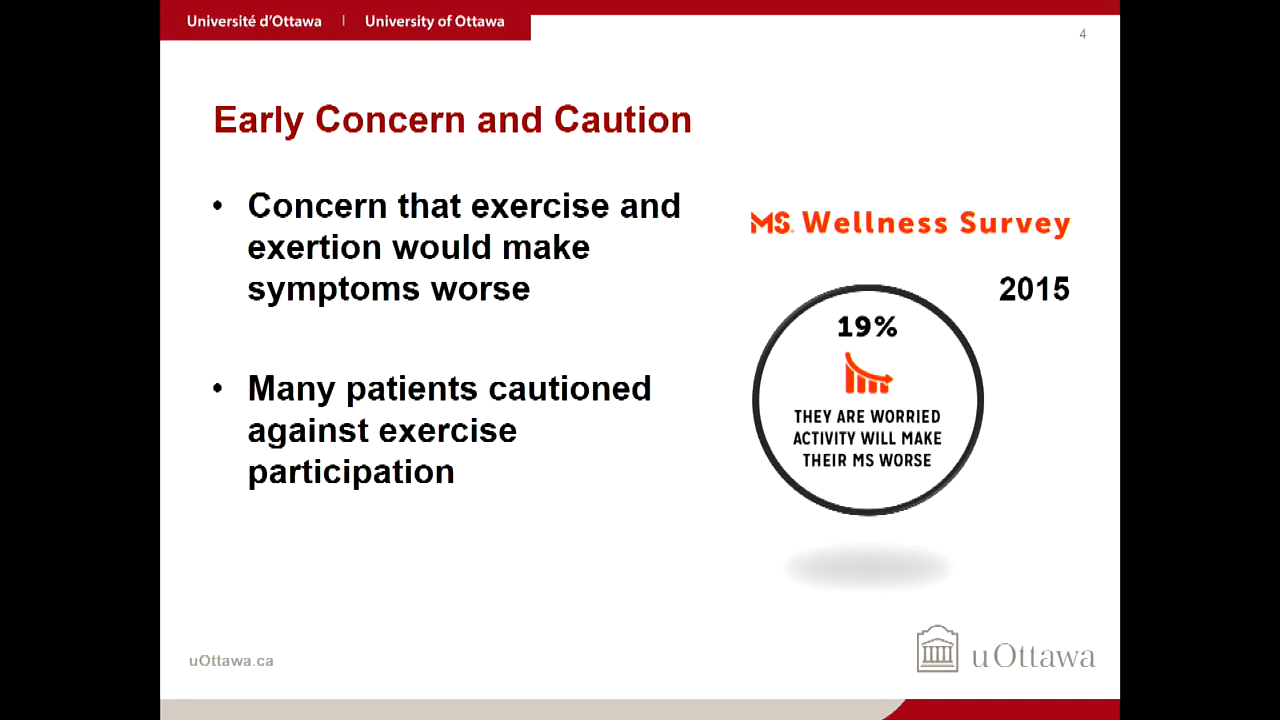 Université d'Ottawa | University of Ottawa
4
Early Concern and Caution
• Concern that exercise and
exertion would make
symptoms worse
• Many patients cautioned
against exercise
participation
MS. Wellness Survey
2015
19%
THEY ARE WORRIED
ACTIVITY WILL MAKE
THEIR MS WORSE
uOttawa.ca
uOttawa